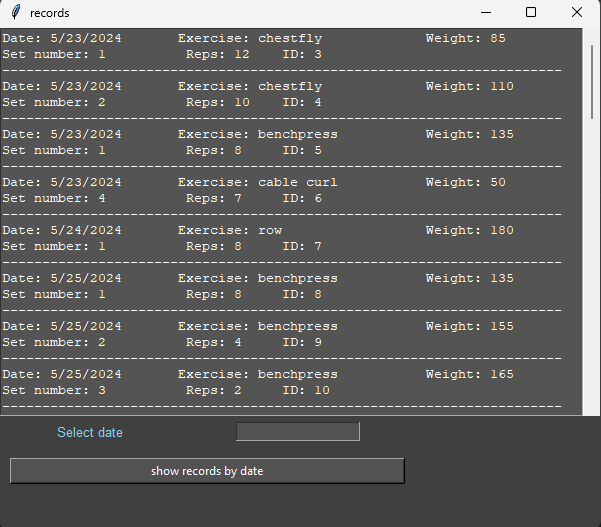 records
Date: 5/23/2024 Exercise: chestfly Weight: 85
Set number: 1 Reps: 12 ID: 3
----------------------------------------------------------------------
Date: 5/23/2024 Exercise: chestfly Weight: 110
Set number: 2 Reps: 10 ID: 4
----------------------------------------------------------------------
Date: 5/23/2024 Exercise: benchpress Weight: 135
Set number: 1 Reps: 8 ID: 5
----------------------------------------------------------------------
Date: 5/23/2024 Exercise: cable curl Weight: 50
Set number: 4 Reps: 7 ID: 6
----------------------------------------------------------------------
Date: 5/24/2024 Exercise: row Weight: 180
Set number: 1 Reps: 8 ID: 7
----------------------------------------------------------------------
Date: 5/25/2024 Exercise: benchpress Weight: 135
Set number: 1 Reps: 8 ID: 8
----------------------------------------------------------------------
Date: 5/25/2024 Exercise: benchpress Weight: 155
Set number: 2 Reps: 4 ID: 9
----------------------------------------------------------------------
Date: 5/25/2024 Exercise: benchpress Weight: 165
Set number: 3 Reps: 2 ID: 10
----------------------------------------------------------------------
Select date
show records by date